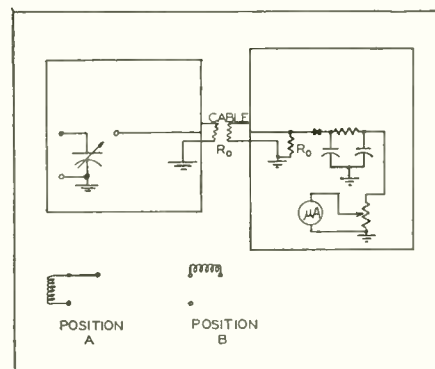 CABLE
R₀
R₀
μA
POSITION
A
POSITION
B